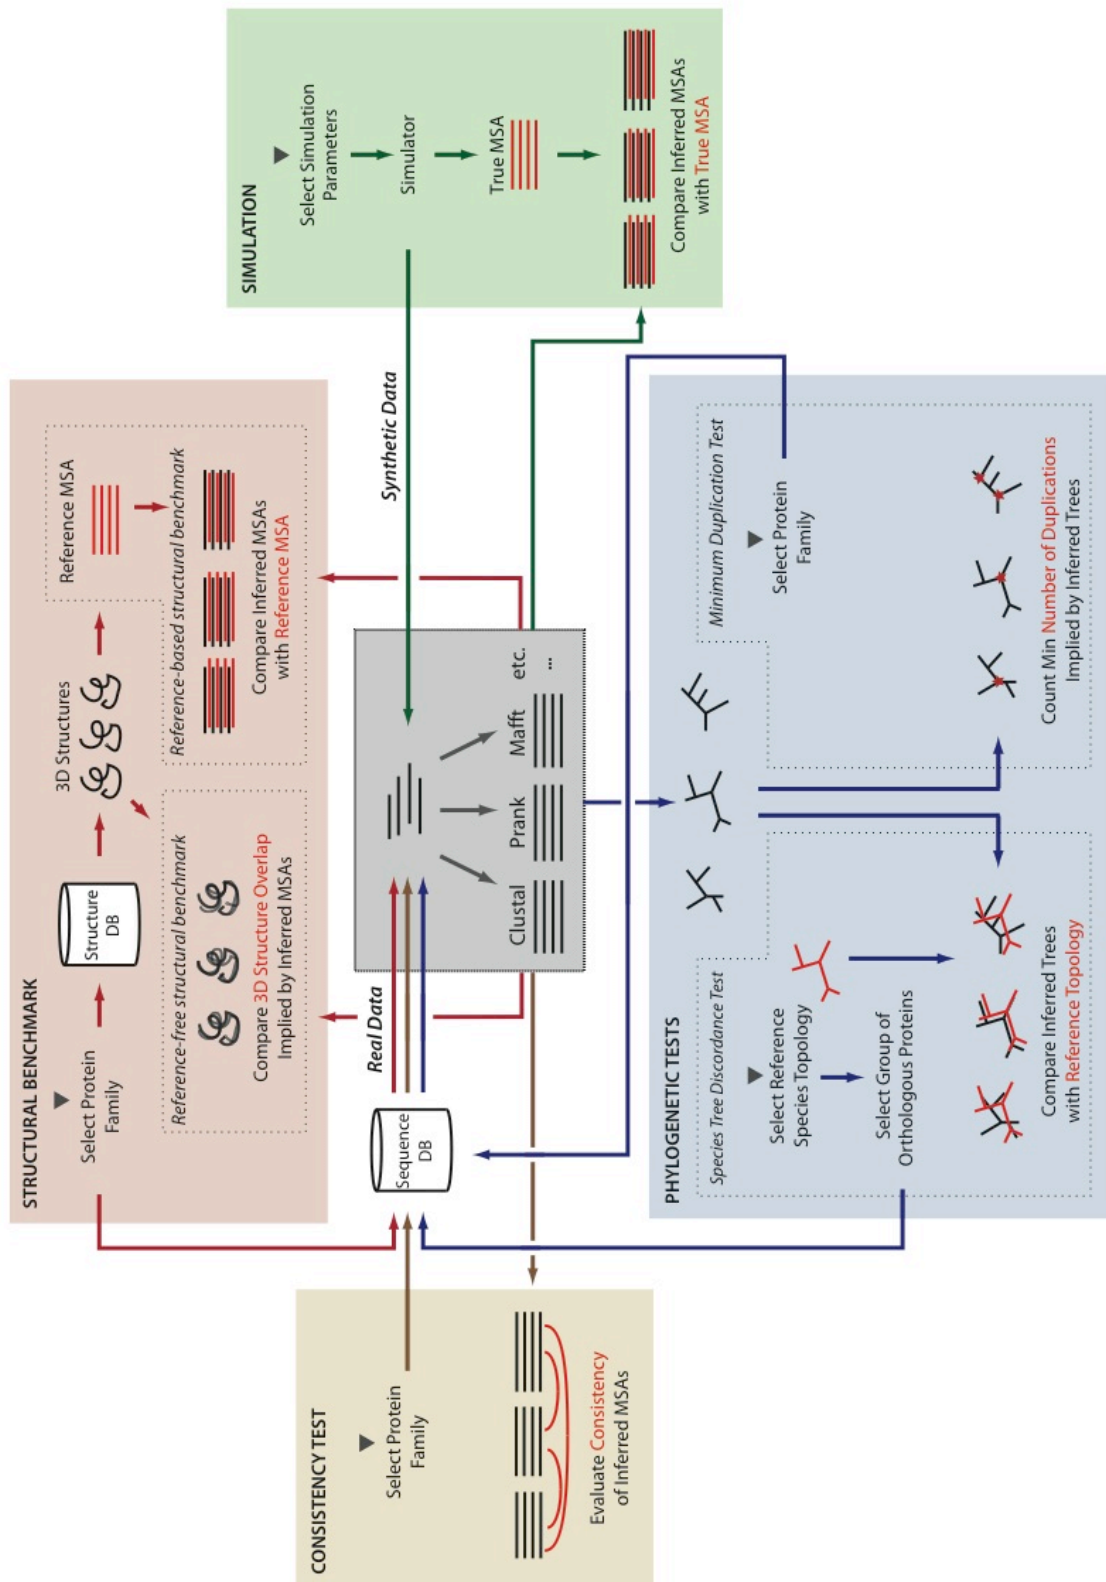 STRUCTURAL BENCHMARK
Select Protein
Family
Structure
DB
3D Structures
Reference MSA
Reference-free structural benchmark
Compare 3D Structure Overlap
Implied by Inferred MSAs
Reference-based structural benchmark
Compare Inferred MSAs
with Reference MSA
CONSISTENCY TEST
Select Protein
Family
Evaluate Consistency
of Inferred MSAs
Sequence
DB
Real Data
Synthetic Data
Clustal
Prank
Mafft
etc.
...
SIMULATION
Select Simulation
Parameters
Simulator
True MSA
Compare Inferred MSAs
with True MSA
PHYLOGENETIC TESTS
Species Tree Discordance Test
Select Reference
Species Topology
Select Group of
Orthologous Proteins
Compare Inferred Trees
with Reference Topology
Minimum Duplication Test
Select Protein
Family
Count Min Number of Duplications
Implied by Inferred Trees